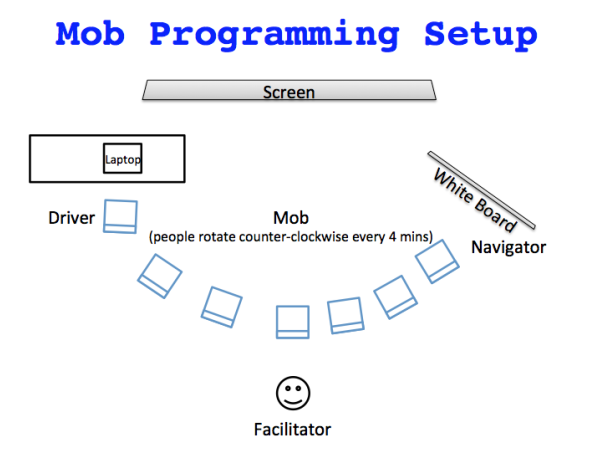 Mob Programming Setup
Screen
Laptop
White Board
Driver
Mob
(people rotate counter-clockwise every 4 mins)
Navigator
Facilitator